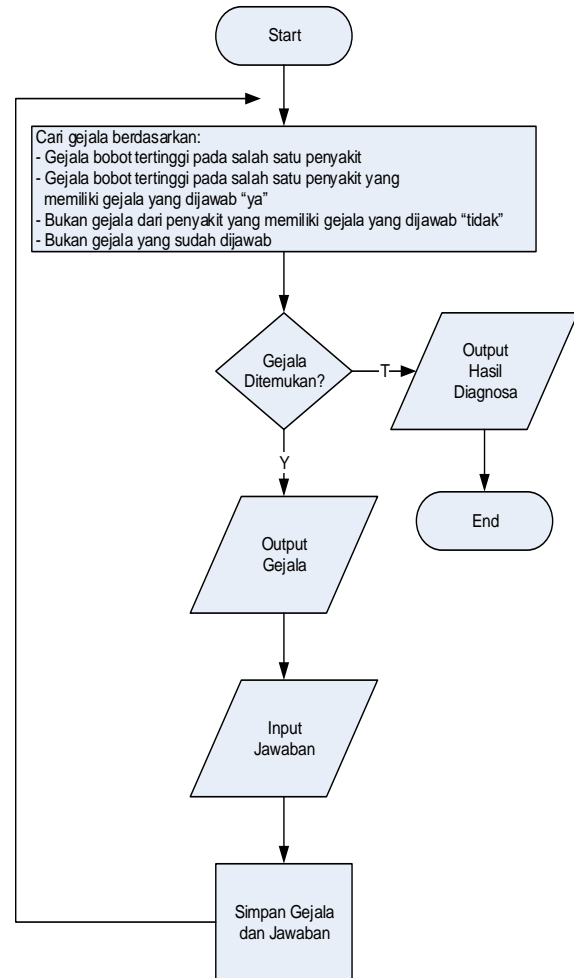 Start
Cari gejala berdasarkan:
- Gejala bobot tertinggi pada salah satu penyakit
- Gejala bobot tertinggi pada salah satu penyakit yang
memiliki gejala yang dijawab “ya”
- Bukan gejala dari penyakit yang memiliki gejala yang dijawab “tidak”
- Bukan gejala yang sudah dijawab
Gejala
Ditemukan?
T
Output
Hasil
Diagnosa
Y
End
Output
Gejala
Input
Jawaban
Simpan Gejala
dan Jawaban